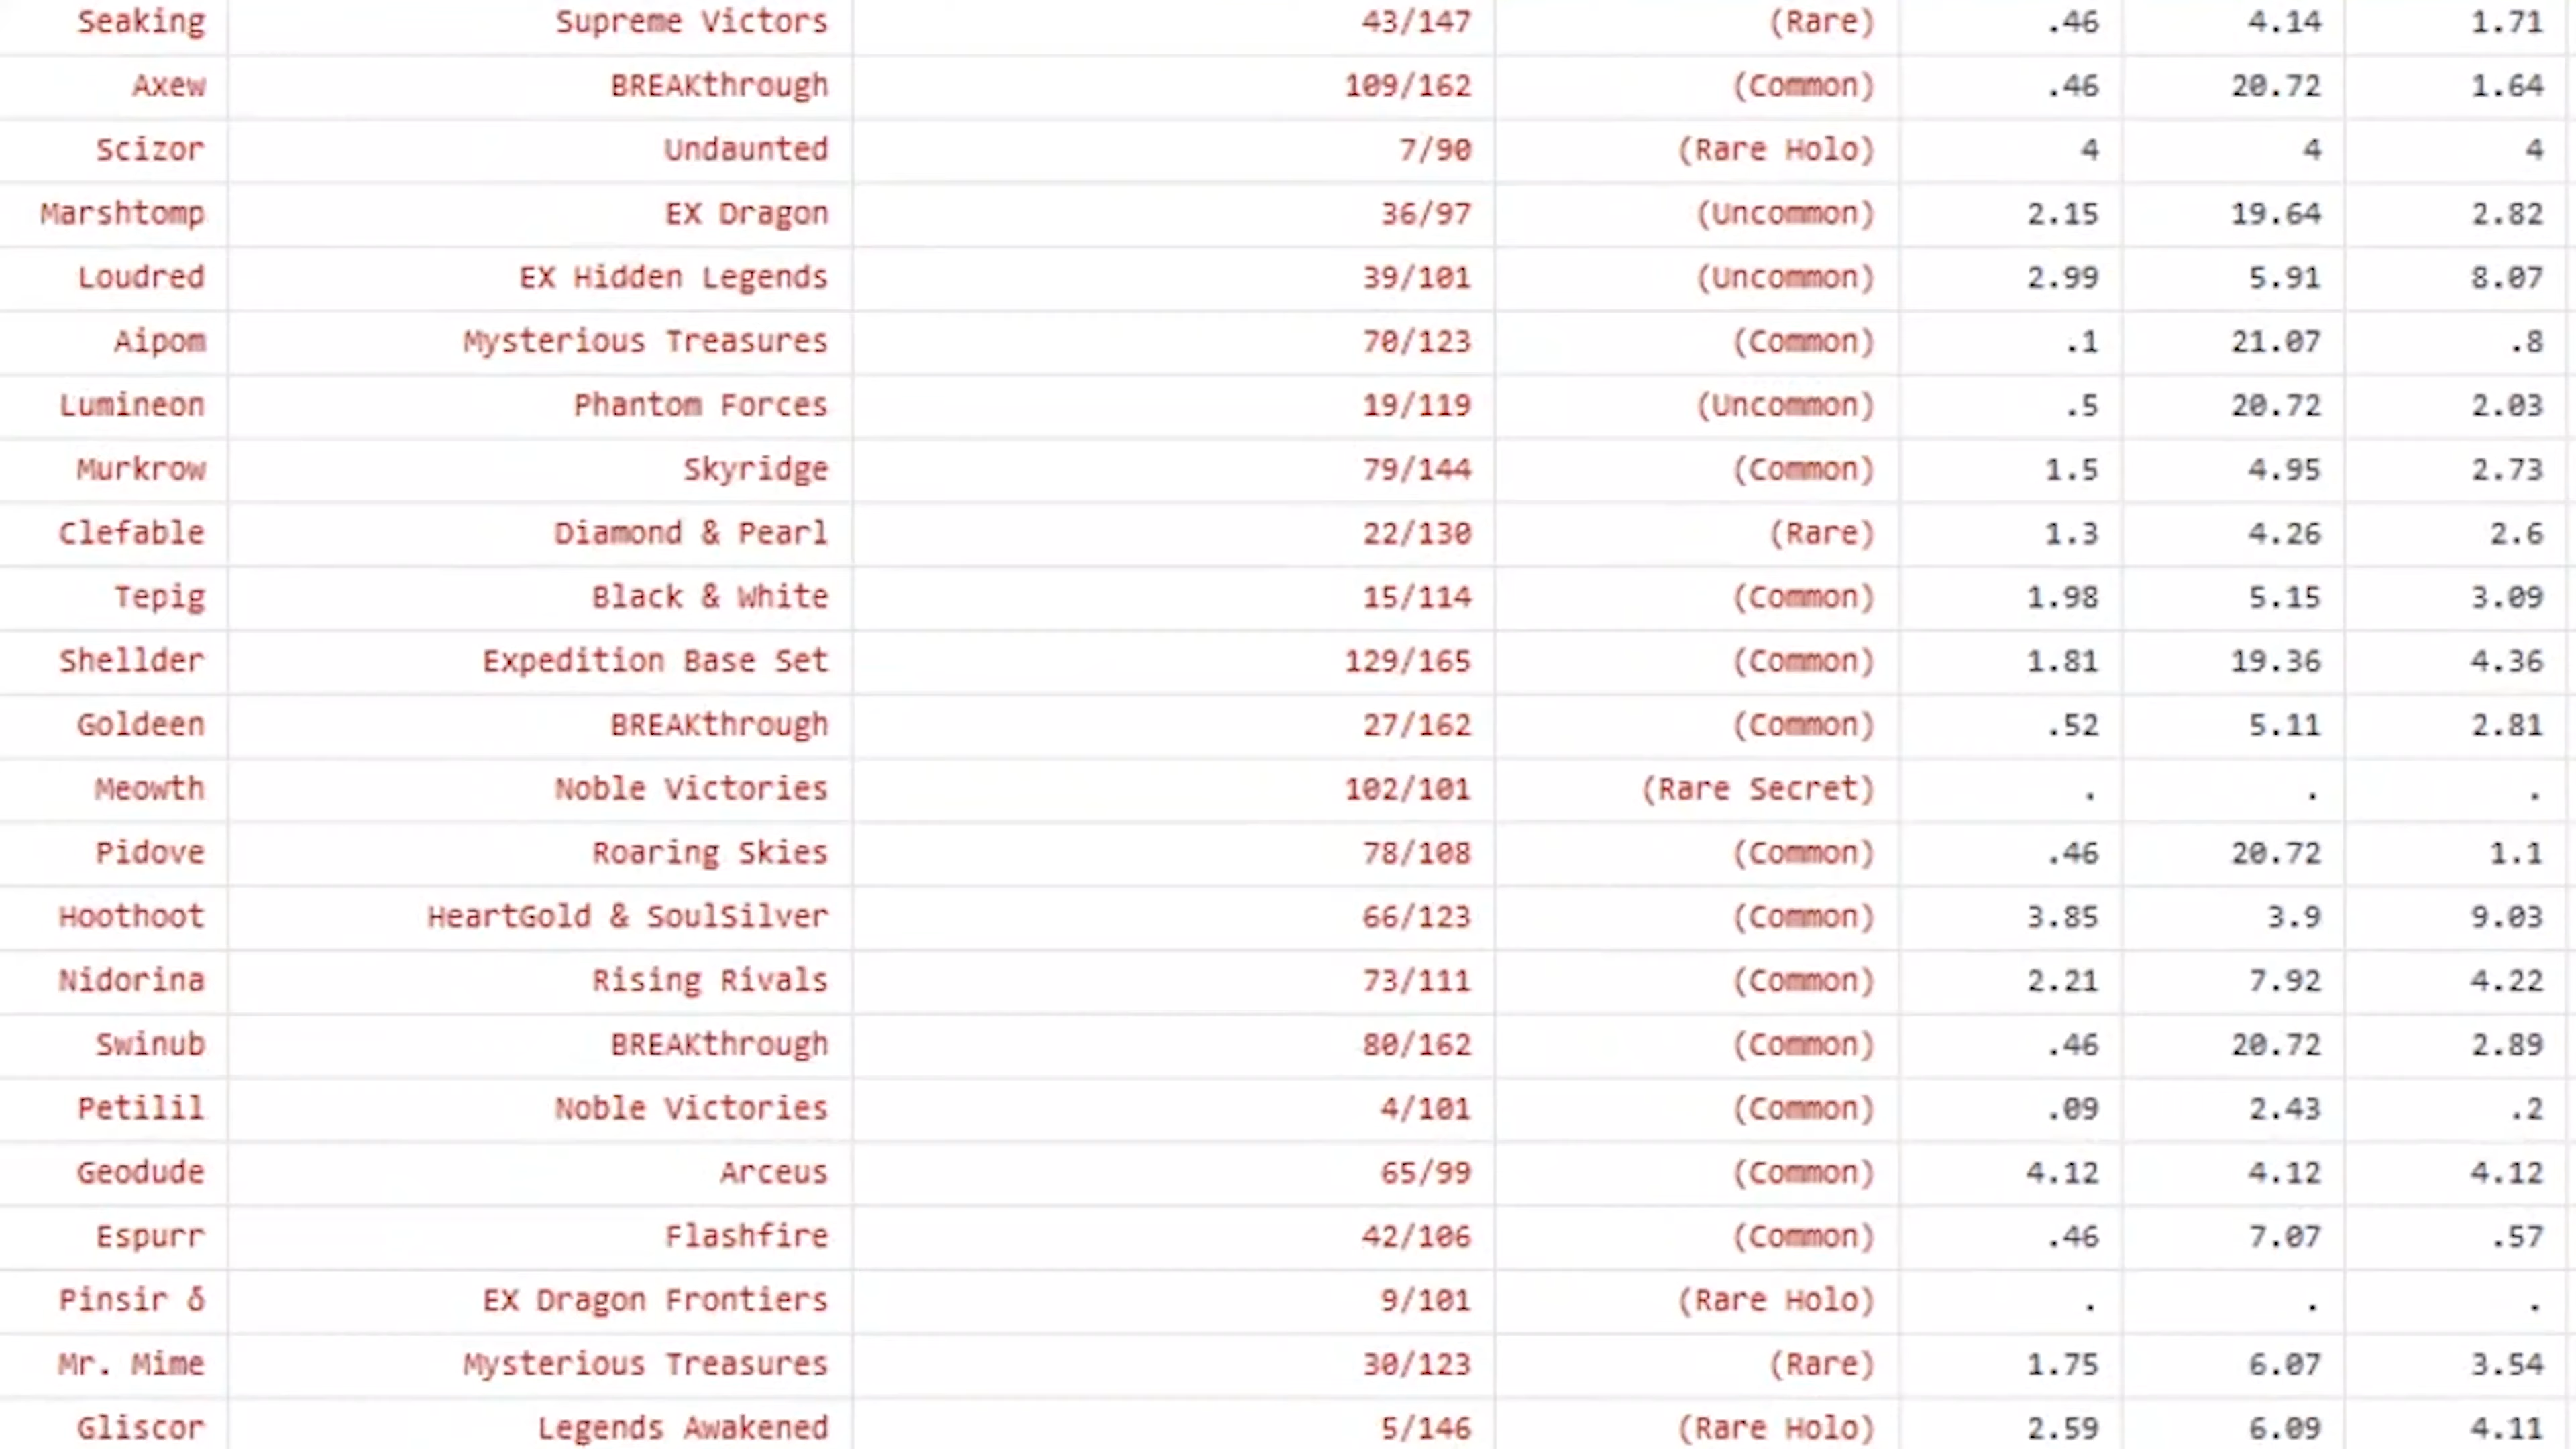 Seaking Supreme Victors 43/147 (Rare) .46 4.14 1.71
Axew BREAKthrough 109/162 (Common) .46 20.72 1.64
Scizor Undaunted 7/90 (Rare Holo) 4 4 4
Marshtomp EX Dragon 36/97 (Uncommon) 2.15 19.64 2.82
Loudred EX Hidden Legends 39/101 (Uncommon) 2.99 5.91 8.07
Aipom Mysterious Treasures 70/123 (Common) .1 21.07 .8
Lumineon Phantom Forces 19/119 (Uncommon) .5 20.72 2.03
Murkrow Skyridge 79/144 (Common) 1.5 4.95 2.73
Clefable Diamond & Pearl 22/130 (Rare) 1.3 4.26 2.6
Tepig Black & White 15/114 (Common) 1.98 5.15 3.09
Shellder Expedition Base Set 129/165 (Common) 1.81 19.36 4.36
Goldeen BREAKthrough 27/162 (Common) .52 5.11 2.81
Meowth Noble Victories 102/101 (Rare Secret) . . .
Pidove Roaring Skies 78/108 (Common) .46 20.72 1.1
Hoothoot HeartGold & SoulSilver 66/123 (Common) 3.85 3.9 9.03
Nidorina Rising Rivals 73/111 (Common) 2.21 7.92 4.22
Swinub BREAKthrough 80/162 (Common) .46 20.72 2.89
Petilil Noble Victories 4/101 (Common) .09 2.43 .2
Geodude Arceus 65/99 (Common) 4.12 4.12 4.12
Espurr Flashfire 42/106 (Common) .46 7.07 .57
Pinsir δ EX Dragon Frontiers 9/101 (Rare Holo) . . .
Mr. Mime Mysterious Treasures 30/123 (Rare) 1.75 6.07 3.54
Gliscor Legends Awakened 5/146 (Rare Holo) 2.59 6.09 4.11